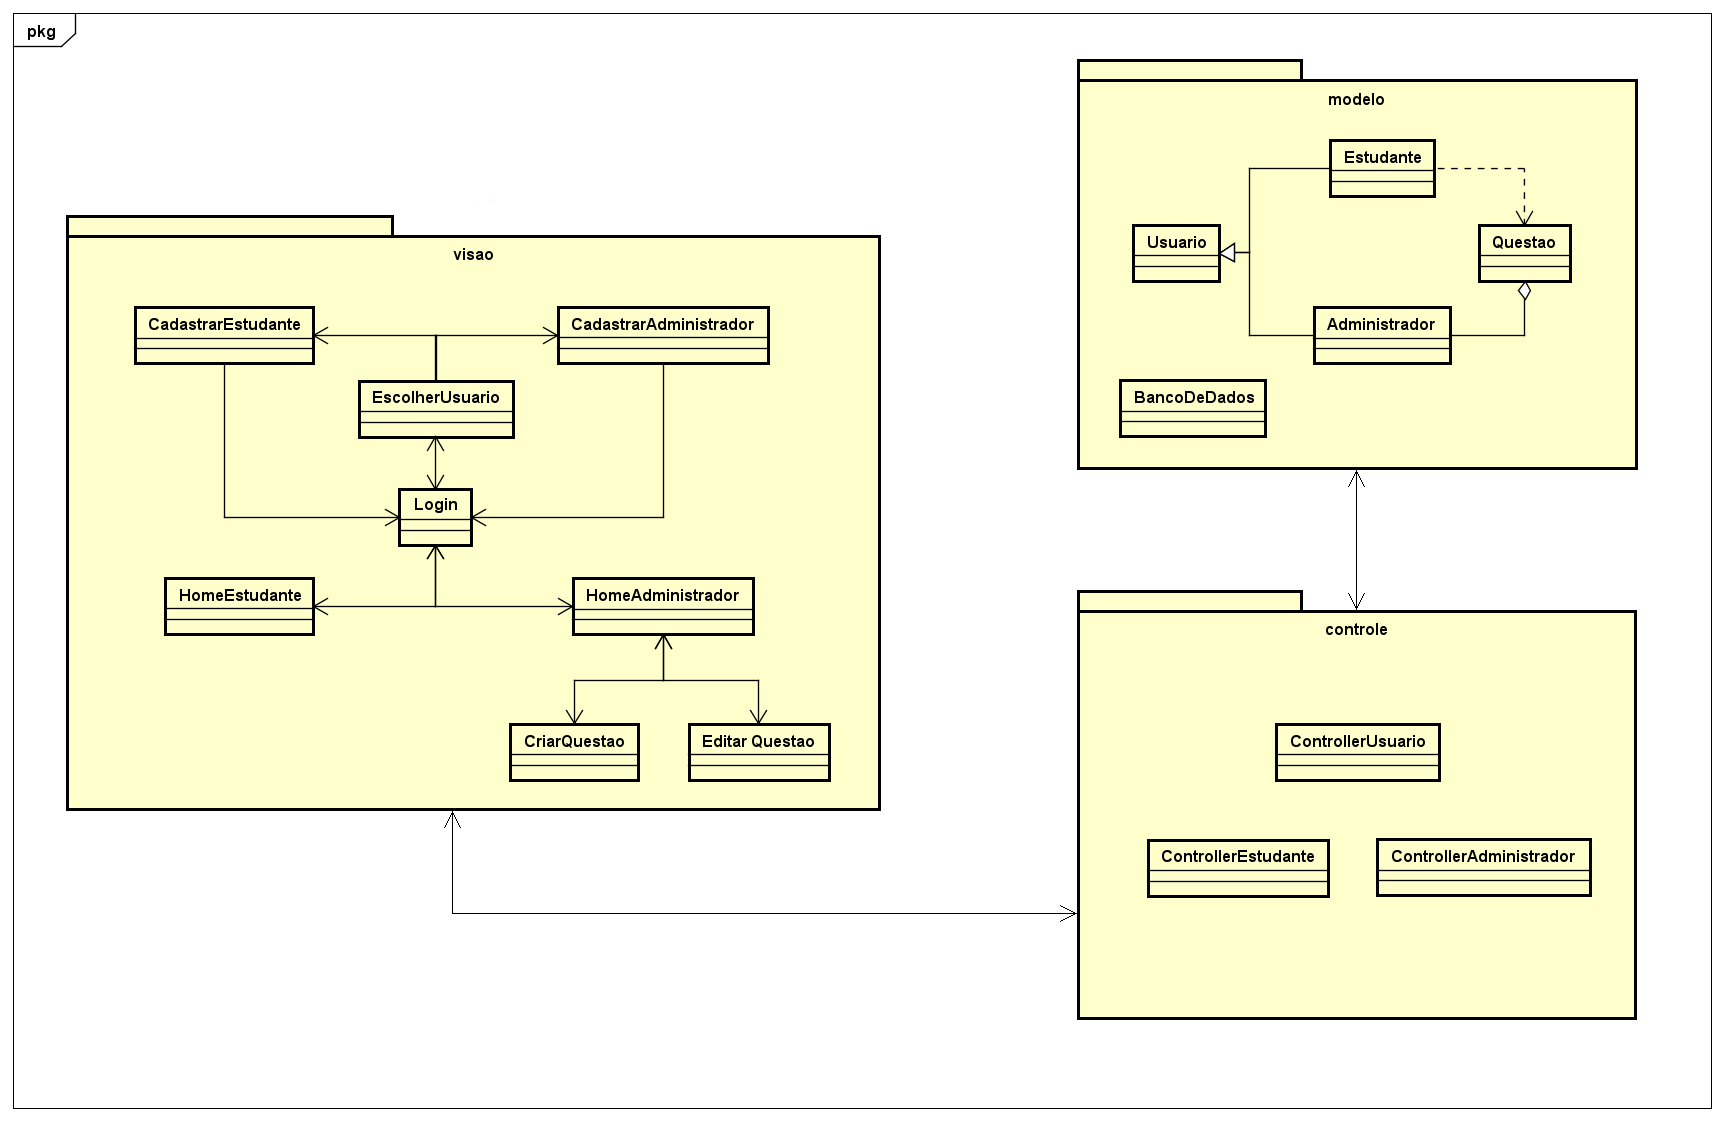 pkg
modelo
Estudante
Usuario
Questao
Administrador
BancoDeDados
visao
CadastrarEstudante
CadastrarAdministrador
EscolherUsuario
Login
HomeEstudante
HomeAdministrador
CriarQuestao
Editar Questao
controle
ControllerUsuario
ControllerEstudante
ControllerAdministrador